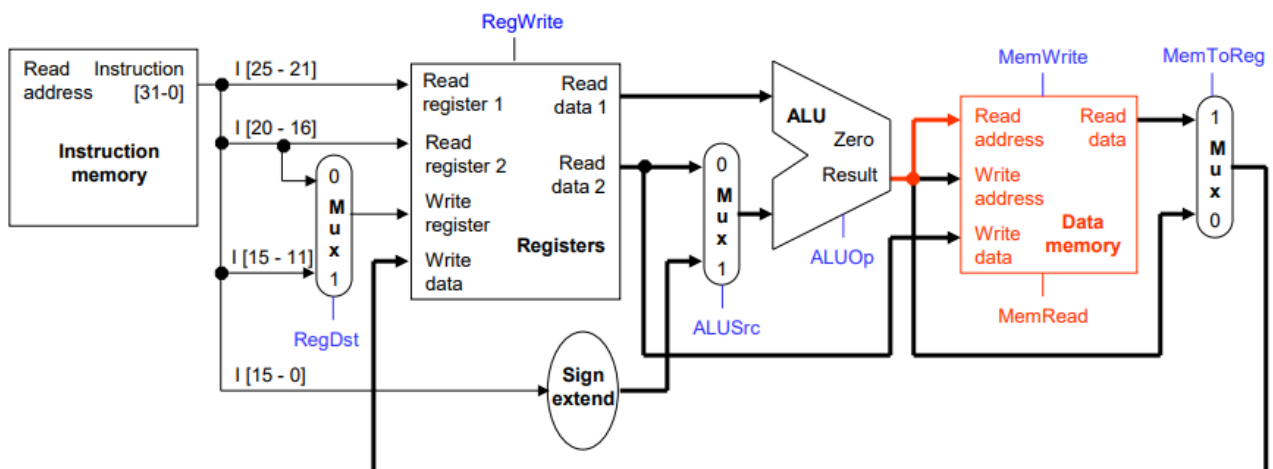 RegWrite
Read address
Instruction [31-0]
Instruction memory
I [25 - 21]
I [20 - 16]
I [15 - 11]
I [15 - 0]
0
M
u
x
1
RegDst
Read register 1
Read register 2
Write register
Write data
Read data 1
Read data 2
Registers
Sign extend
0
M
u
x
1
ALUSrc
ALU
Zero
Result
ALUOp
MemWrite
Read address
Write address
Write data
Read data
Data memory
MemRead
MemToReg
1
M
u
x
0